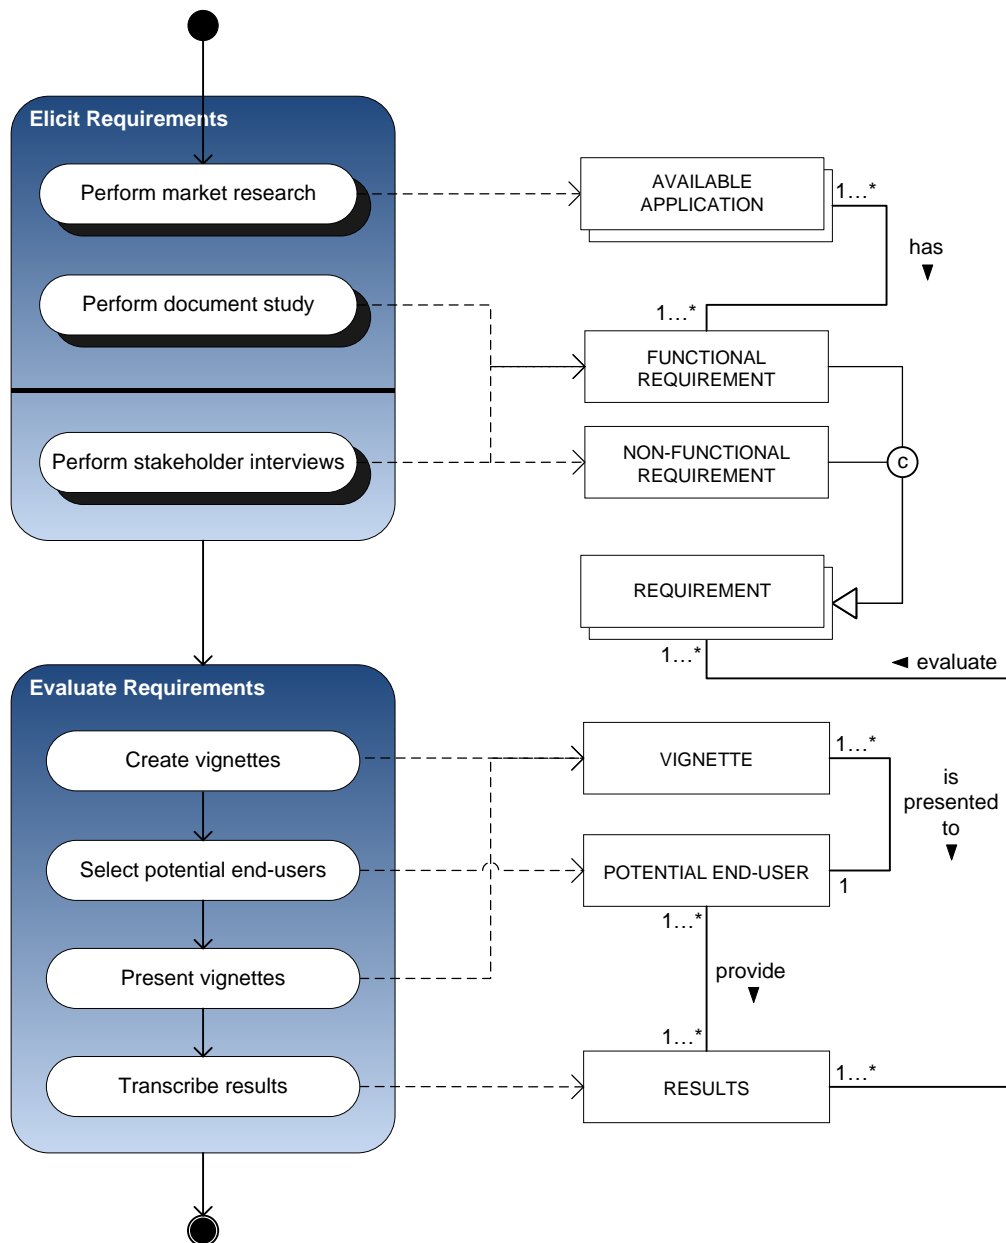 Elicit Requirements
Perform market research
AVAILABLE
APPLICATION
1...*
has
Perform document study
1...*
FUNCTIONAL
REQUIREMENT
Perform stakeholder interviews
NON-FUNCTIONAL
REQUIREMENT
c
REQUIREMENT
1...*
evaluate
Evaluate Requirements
Create vignettes
VIGNETTE
1...*
is
presented
to
Select potential end-users
POTENTIAL END-USER
1
1...*
Present vignettes
provide
1...*
Transcribe results
RESULTS
1...*